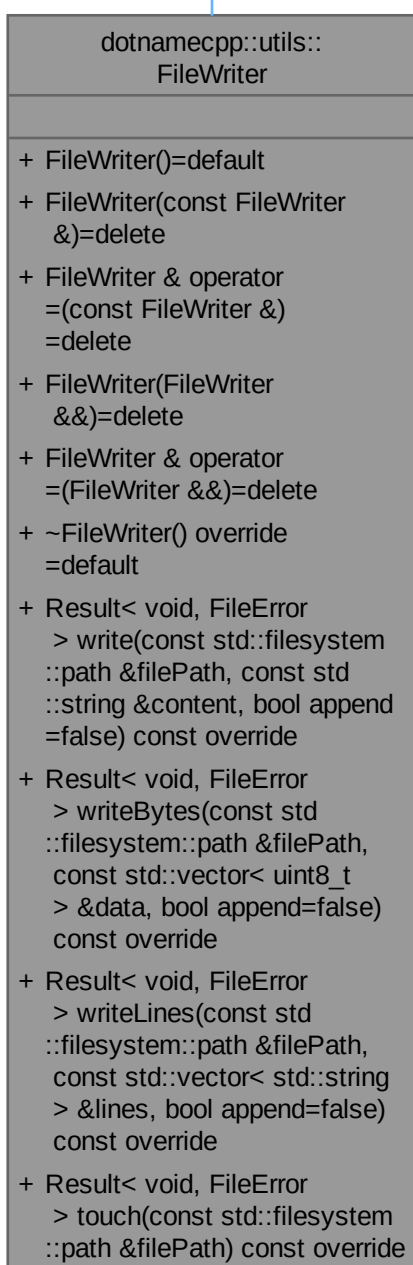 dotnamecpp::utils::
FileWriter
+ FileWriter()=default
+ FileWriter(const FileWriter
&)=delete
+ FileWriter & operator
=(const FileWriter &)
=delete
+ FileWriter(FileWriter
&&)=delete
+ FileWriter & operator
=(FileWriter &&)=delete
+ ~FileWriter() override
=default
+ Result< void, FileError
> write(const std::filesystem
::path &filePath, const std
::string &content, bool append
=false) const override
+ Result< void, FileError
> writeBytes(const std
::filesystem::path &filePath,
const std::vector< uint8_t
> &data, bool append=false)
const override
+ Result< void, FileError
> writeLines(const std
::filesystem::path &filePath,
const std::vector< std::string
> &lines, bool append=false)
const override
+ Result< void, FileError
> touch(const std::filesystem
::path &filePath) const override